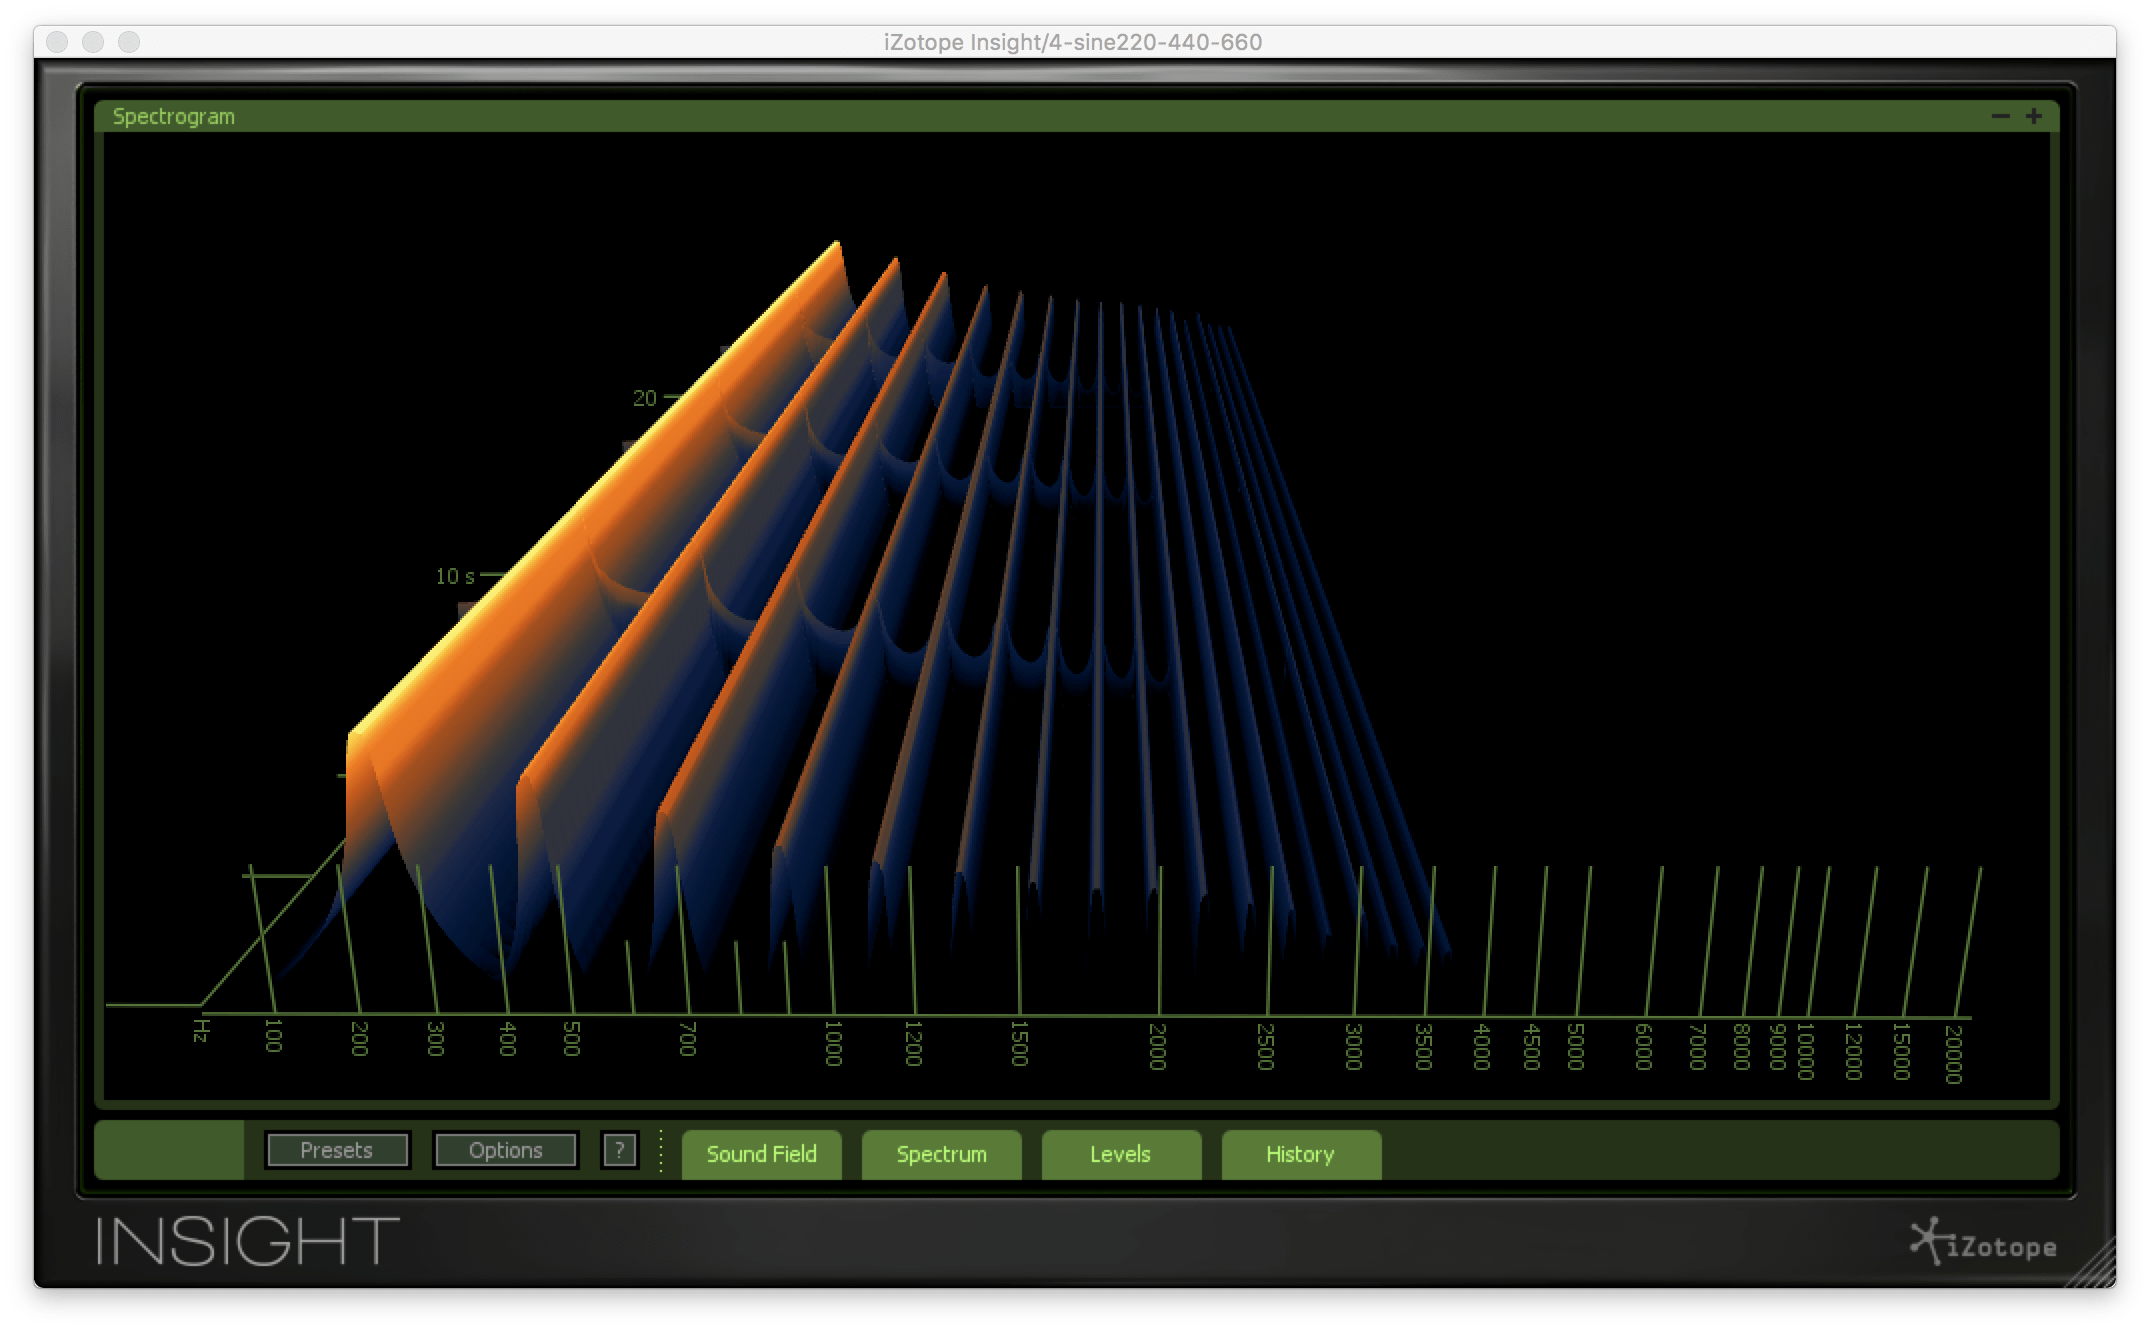 iZotope Insight/4-sine220-440-660
Spectrogram
20
10 s
Hz 100 200 300 400 500 700 1000 1200 1500 2000 2500 3000 3500 4000 4500 5000 6000 7000 8000 9000 10000 12000 15000 20000
Presets Options ? Sound Field Spectrum Levels History
INSIGHT iZotope